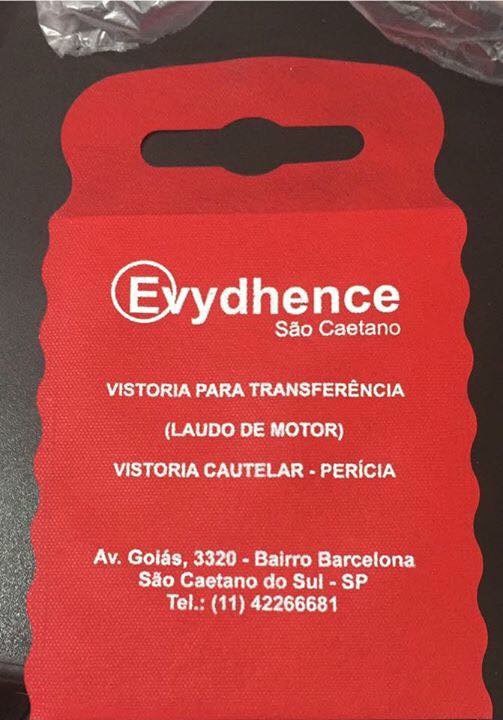 Evydhence
São Caetano
VISTORIA PARA TRANSFERÊNCIA
(LAUDO DE MOTOR)
VISTORIA CAUTELAR - PERÍCIA
Av. Goiás, 3320 - Bairro Barcelona
São Caetano do Sul - SP
Tel.: (11) 42266681